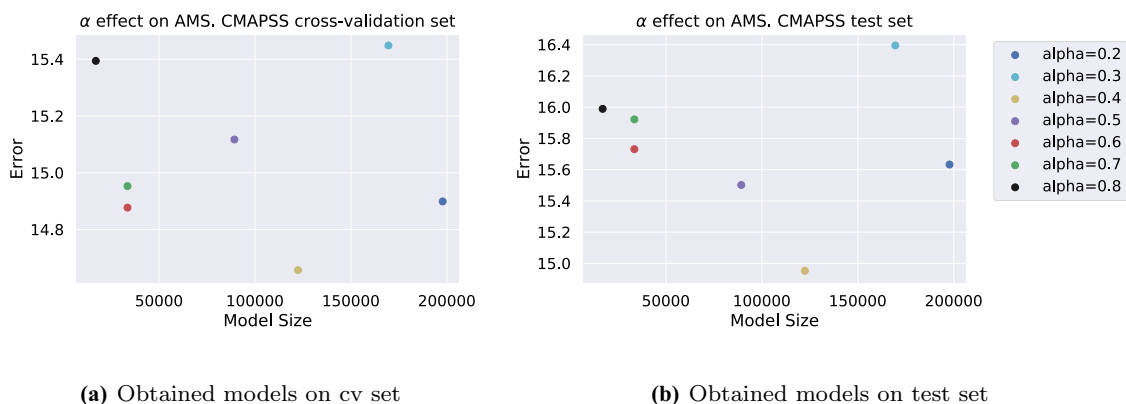 α effect on AMS. CMAPSS cross-validation set
15.4
15.2
15.0
14.8
Error
50000 100000 150000 200000
Model Size
α effect on AMS. CMAPSS test set
16.4
16.2
16.0
15.8
15.6
15.4
15.2
15.0
Error
50000 100000 150000 200000
Model Size
alpha=0.2
alpha=0.3
alpha=0.4
alpha=0.5
alpha=0.6
alpha=0.7
alpha=0.8
(a) Obtained models on cv set
(b) Obtained models on test set